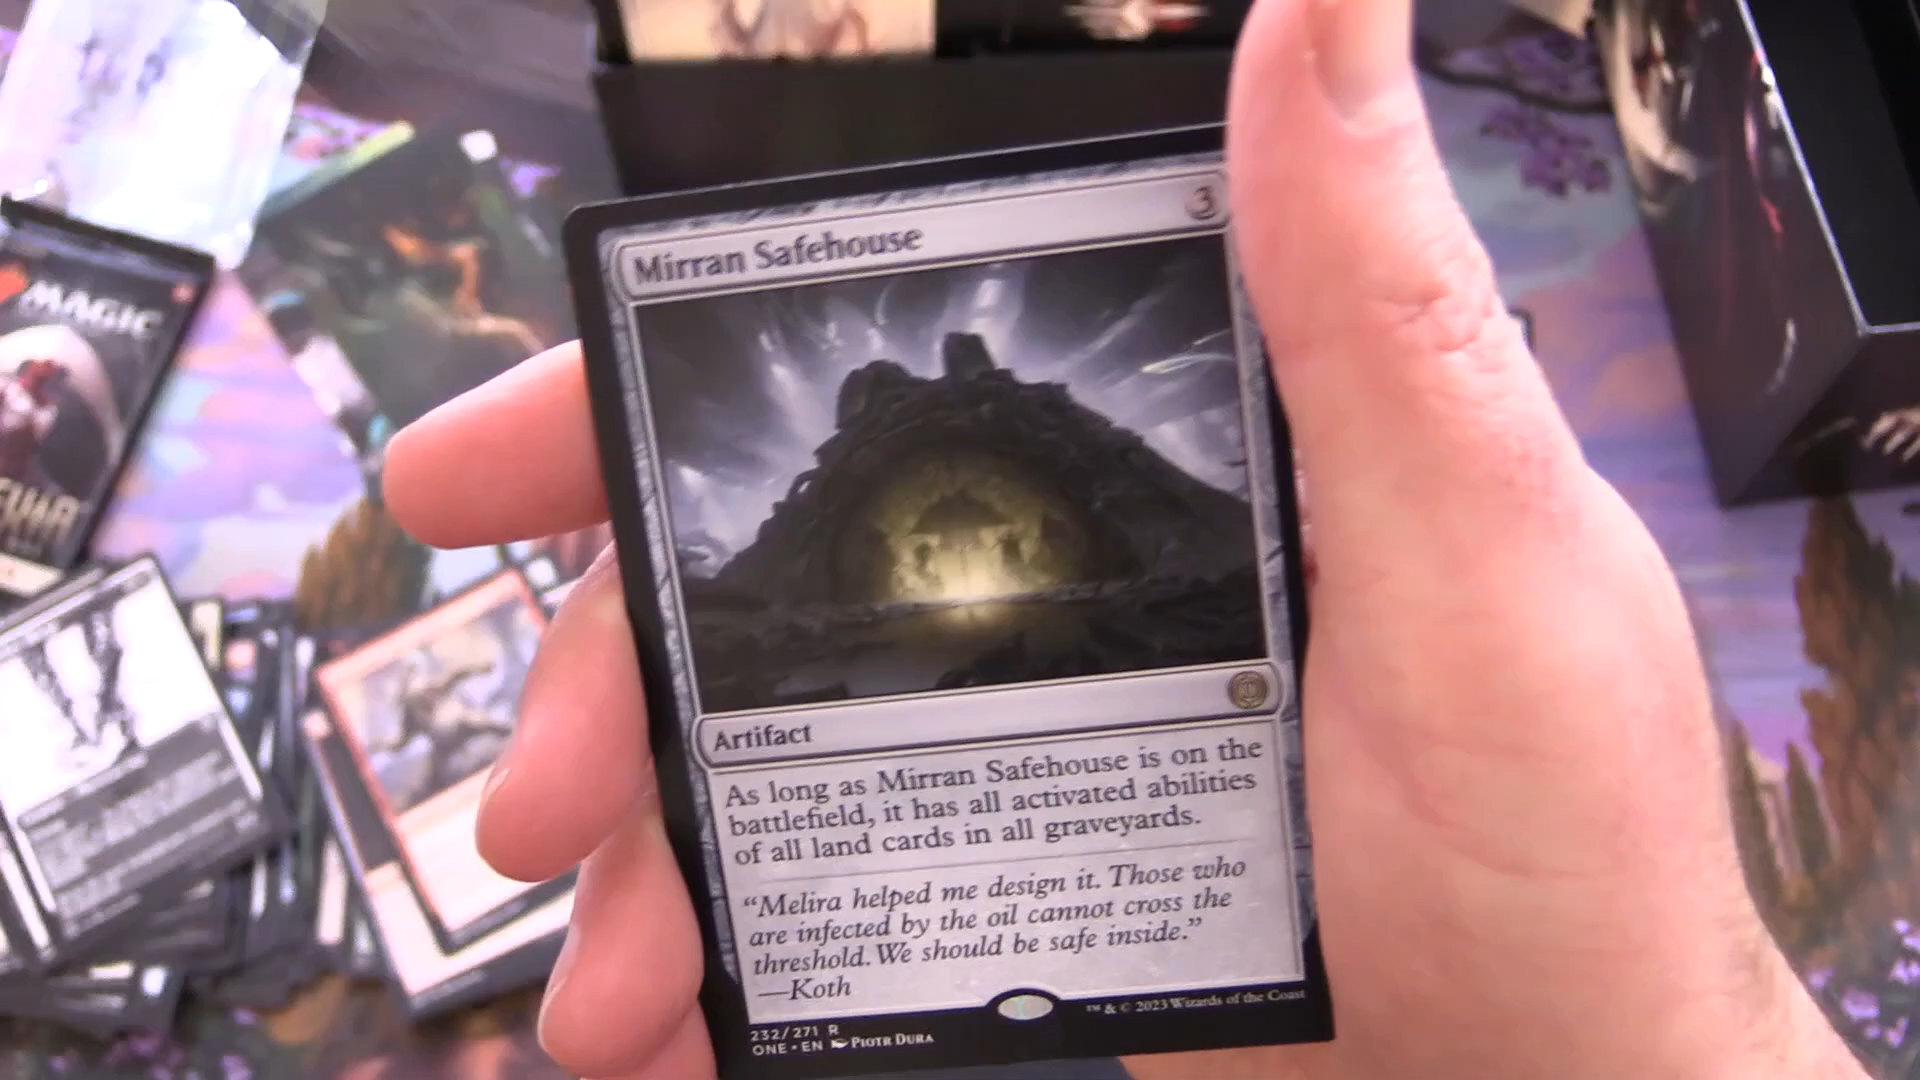 Mirran Safehouse 3
Artifact
As long as Mirran Safehouse is on the
battlefield, it has all activated abilities
of all land cards in all graveyards.
“Melira helped me design it. Those who
are infected by the oil cannot cross the
threshold. We should be safe inside.”
—Koth
232/271 R
ONE • EN PIOTR DURA
™ & © 2023 Wizards of the Coast
MAGIC